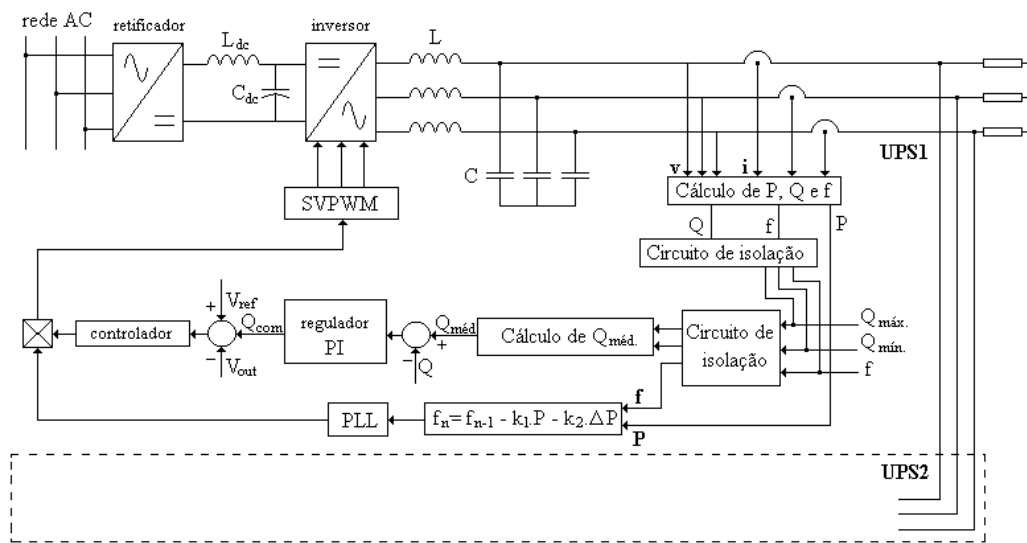 rede AC
retificador
inversor
L_dc
C_dc
L
C
UPS1
v
i
Cálculo de P, Q e f
SVPWM
Q
f
P
Circuito de isolação
V_ref
+
Q_com
controlador
−
V_out
regulador
PI
Q_méd
+
−
Q
Cálculo de Q_méd.
Circuito de
isolação
Q_máx.
Q_mín.
f
f
PLL
f_n= f_n-1 - k_1.P - k_2.ΔP
P
UPS2